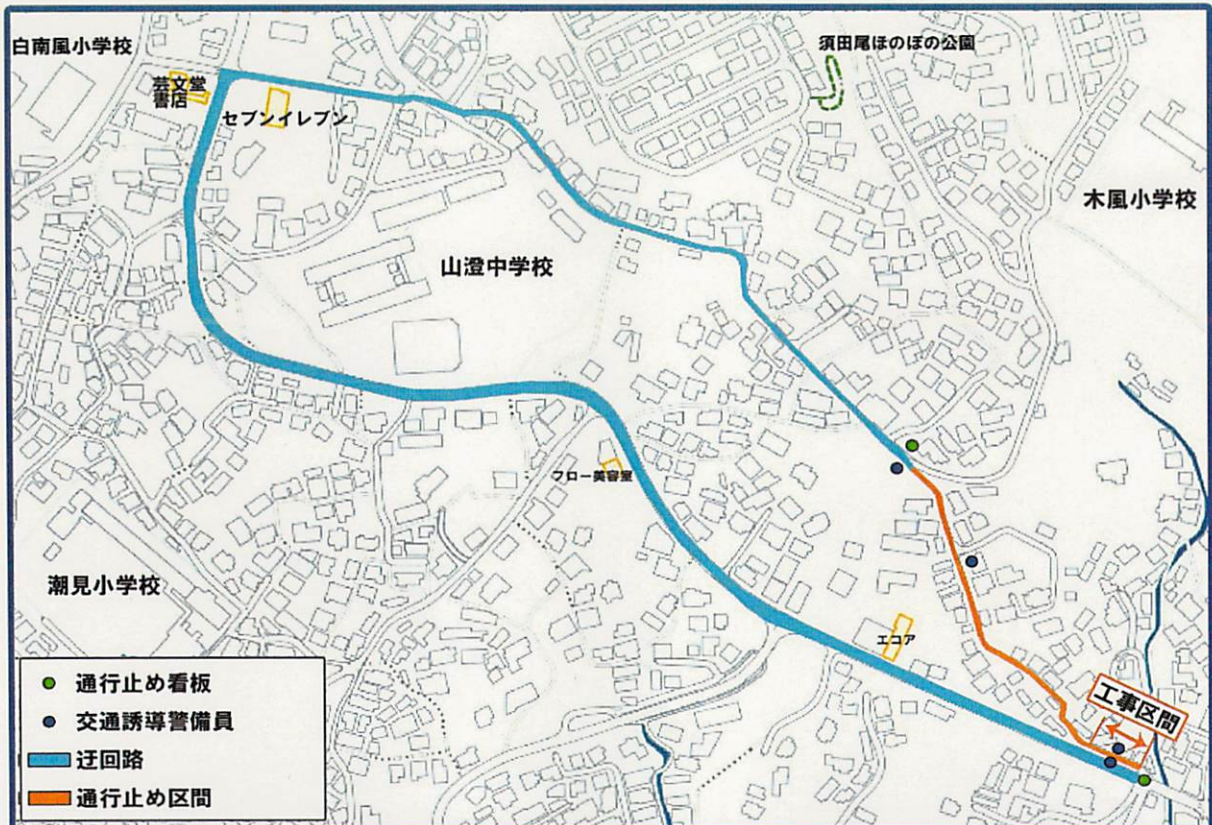 白南風小学校
須田尾ほのぼの公園
芸文堂
書店
セブンイレブン
木風小学校
山澄中学校
フロー美容室
潮見小学校
エコア
工事区間
通行止め看板
交通誘導警備員
迂回路
通行止め区間